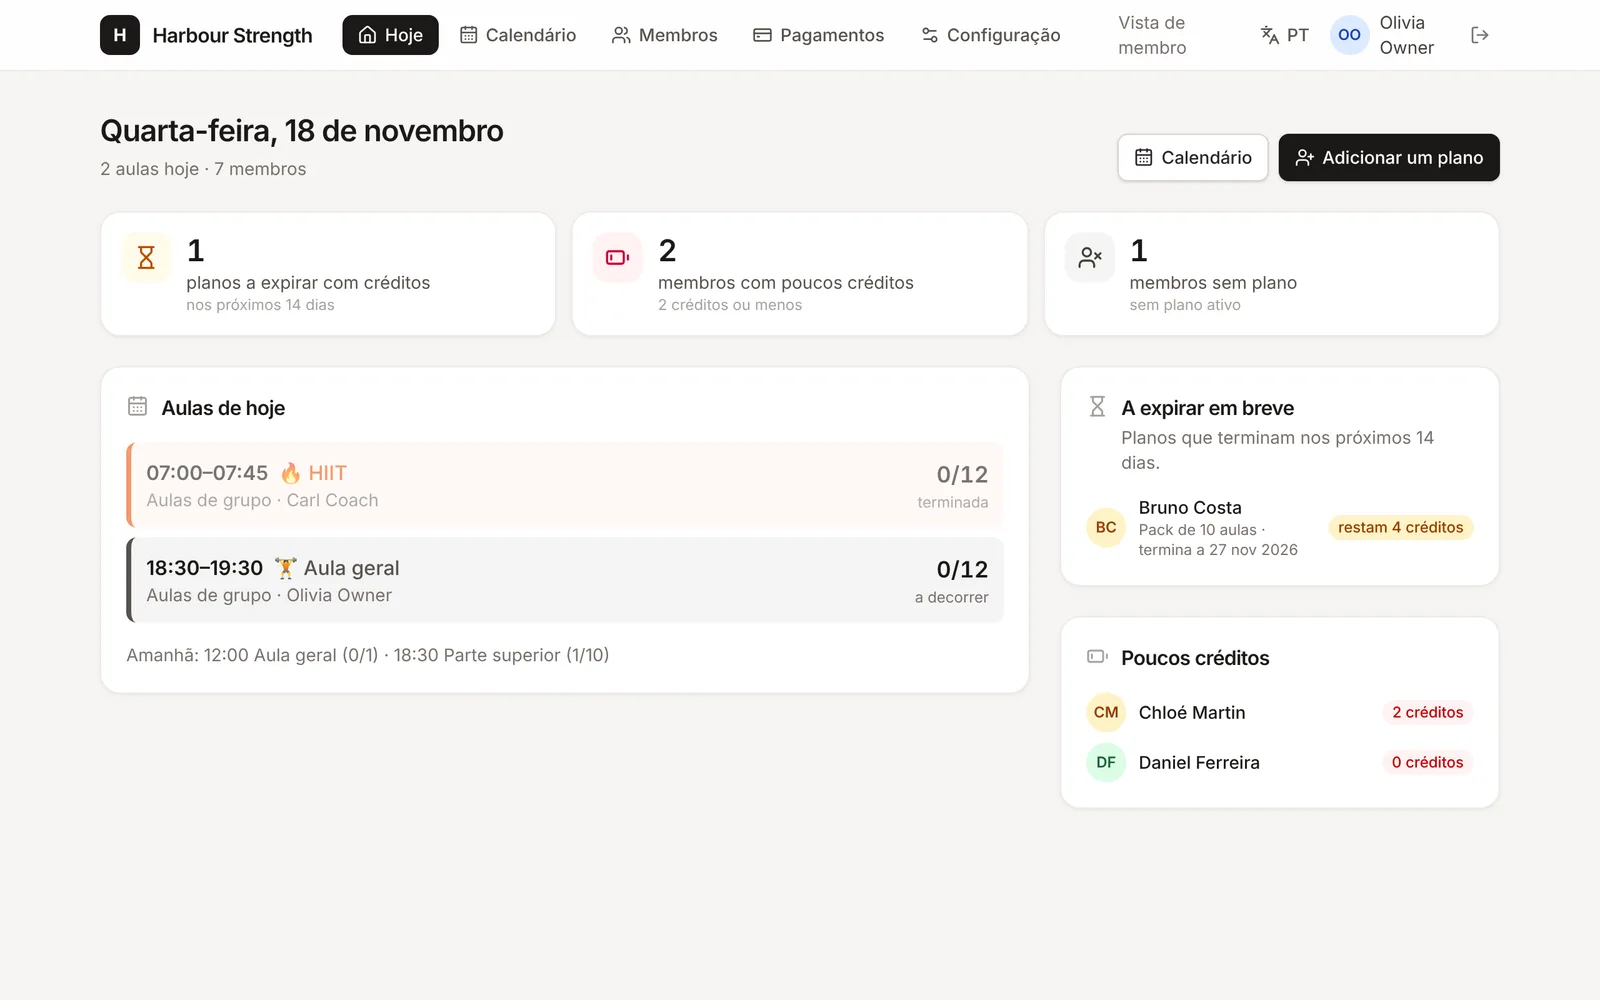 H Harbour Strength Hoje Calendário Membros Pagamentos Configuração Vista de membro PT OO Olivia Owner
Quarta-feira, 18 de novembro
2 aulas hoje · 7 membros
Calendário
Adicionar um plano
1
planos a expirar com créditos
nos próximos 14 dias
2
membros com poucos créditos
2 créditos ou menos
1
membros sem plano
sem plano ativo
Aulas de hoje
07:00–07:45 🔥 HIIT
0/12
Aulas de grupo · Carl Coach
terminada
18:30–19:30 🏋️ Aula geral
0/12
Aulas de grupo · Olivia Owner
a decorrer
Amanhã: 12:00 Aula geral (0/1) · 18:30 Parte superior (1/10)
A expirar em breve
Planos que terminam nos próximos 14
dias.
BC
Bruno Costa
Pack de 10 aulas ·
termina a 27 nov 2026
restam 4 créditos
Poucos créditos
CM Chloé Martin 2 créditos
DF Daniel Ferreira 0 créditos